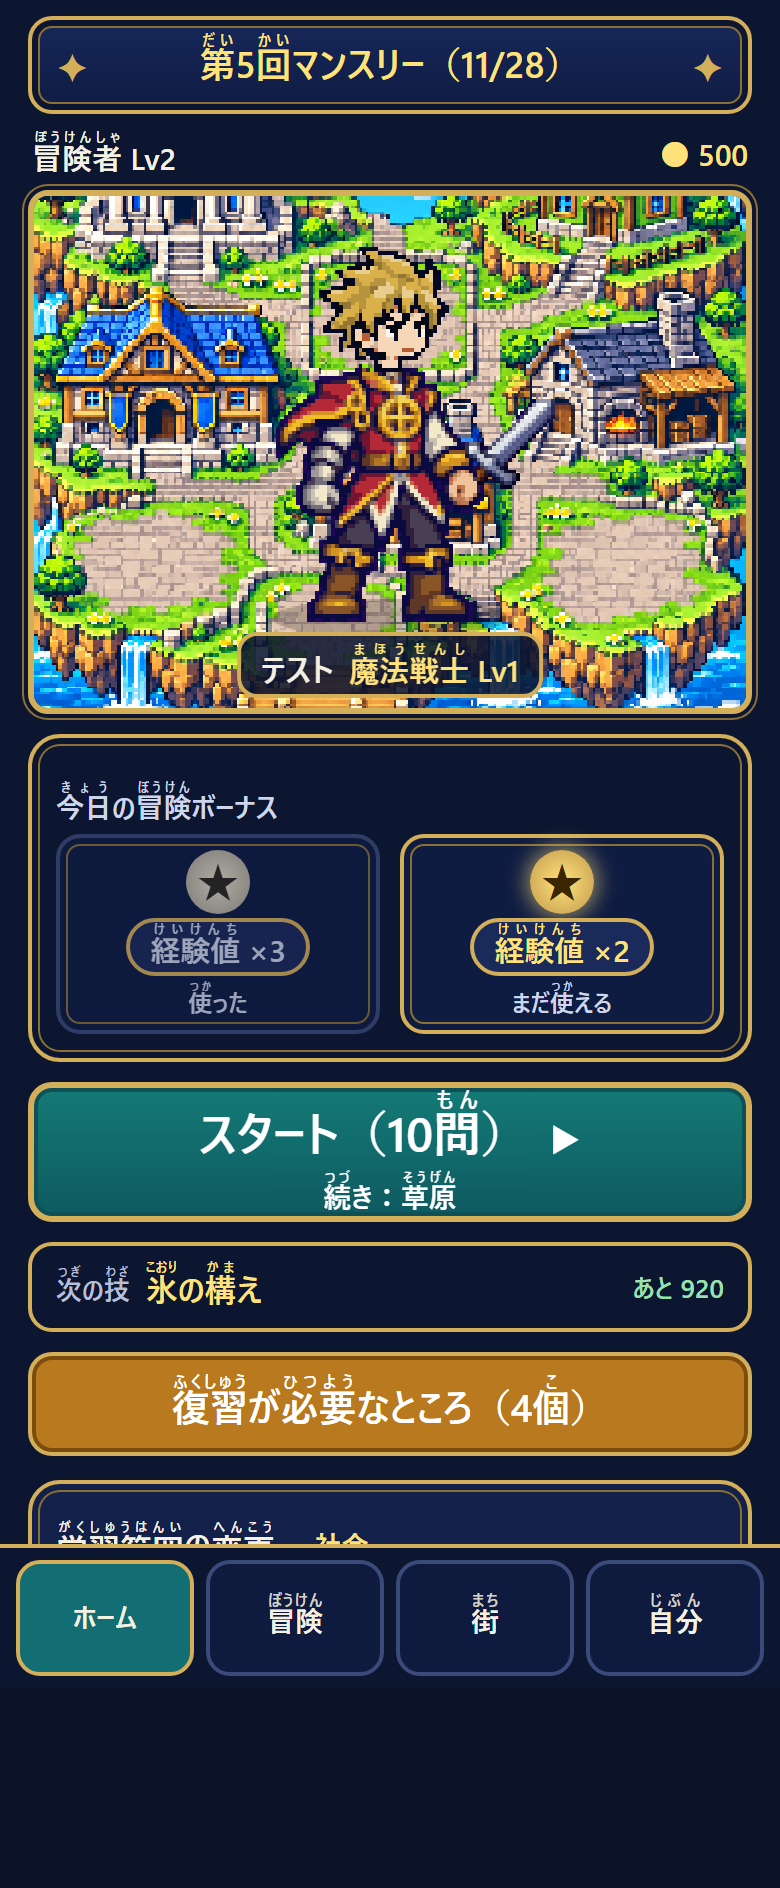 第5回マンスリー（11/28）
冒険者 Lv2
500
テスト 魔法戦士 Lv1
今日の冒険ボーナス
経験値 ×3
使った
経験値 ×2
まだ使える
スタート（10問） ▶
続き：草原
次の技 氷の構え
あと 920
復習が必要なところ（4個）
ホーム
冒険
街
自分